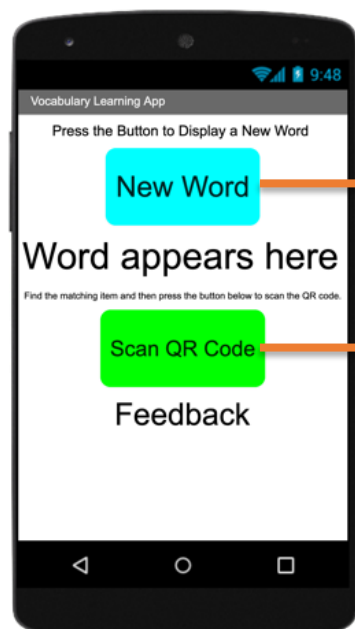 9:48
Vocabulary Learning App
Press the Button to Display a New Word
New Word
Word appears here
Find the matching item and then press the button below to scan the QR code.
Scan QR Code
Feedback